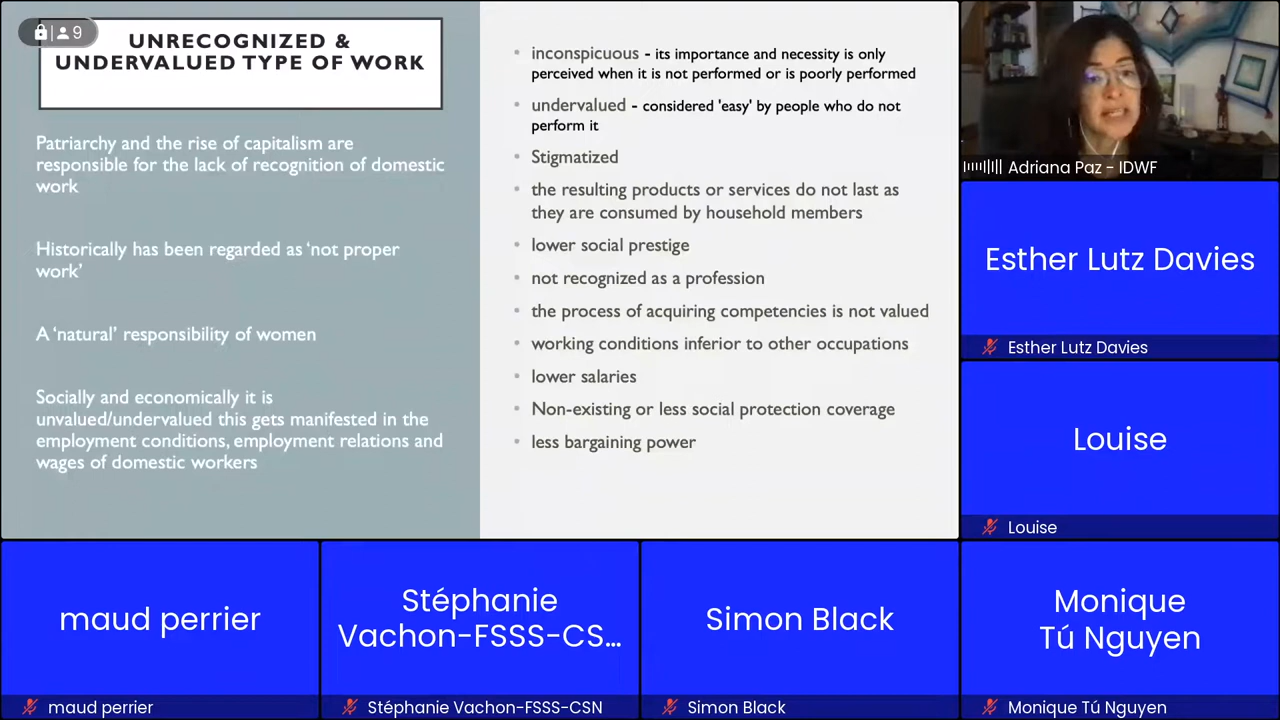 9
UNRECOGNIZED &
UNDERVALUED TYPE OF WORK
Patriarchy and the rise of capitalism are
responsible for the lack of recognition of domestic
work
Historically has been regarded as ‘not proper
work’
A ‘natural’ responsibility of women
Socially and economically it is
unvalued/undervalued this gets manifested in the
employment conditions, employment relations and
wages of domestic workers
• inconspicuous - its importance and necessity is only
perceived when it is not performed or is poorly performed
• undervalued - considered 'easy' by people who do not
perform it
• Stigmatized
• the resulting products or services do not last as
they are consumed by household members
• lower social prestige
• not recognized as a profession
• the process of acquiring competencies is not valued
• working conditions inferior to other occupations
• lower salaries
• Non-existing or less social protection coverage
• less bargaining power
Adriana Paz - IDWF
Esther Lutz Davies
Esther Lutz Davies
Louise
Louise
maud perrier
maud perrier
Stéphanie
Vachon-FSSS-CS...
Stéphanie Vachon-FSSS-CSN
Simon Black
Simon Black
Monique
Tú Nguyen
Monique Tú Nguyen